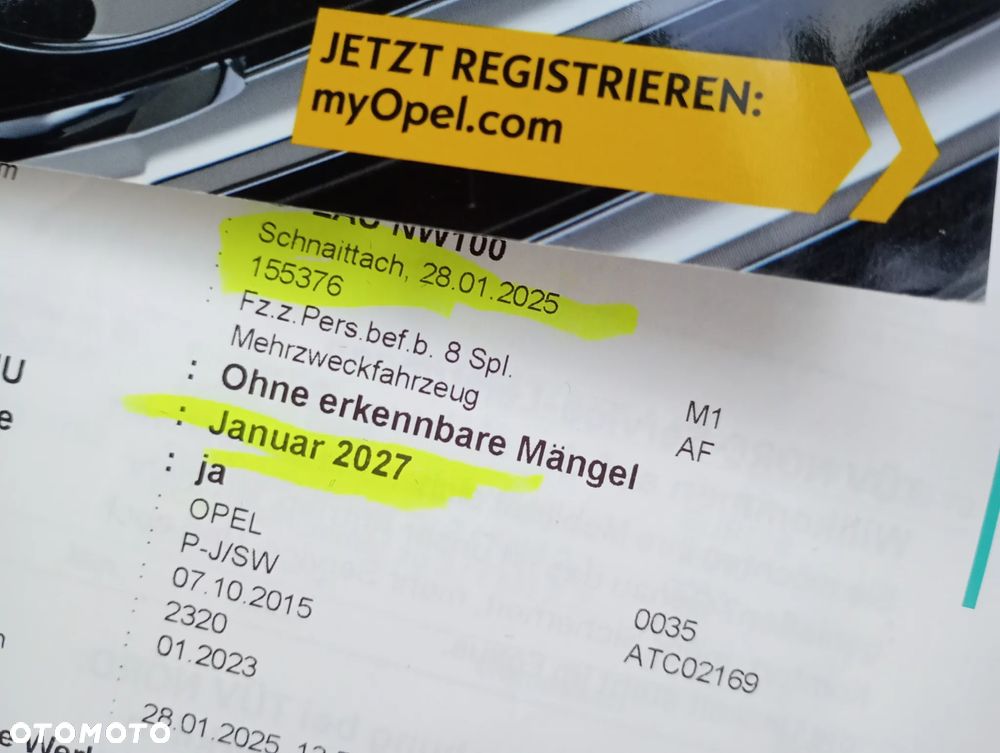 JETZT REGISTRIEREN:
myOpel.com
NW100
: Schnaittach, 28.01.2025
: 155376
: Fz.z.Pers.bef.b. 8 Spl. M1
Mehrzweckfahrzeug AF
: Ohne erkennbare Mängel
: Januar 2027
: ja
: OPEL 0035
: P-J/SW ATC02169
: 07.10.2015
: 2320
: 01.2023
28.01.2025
OTOMOTO